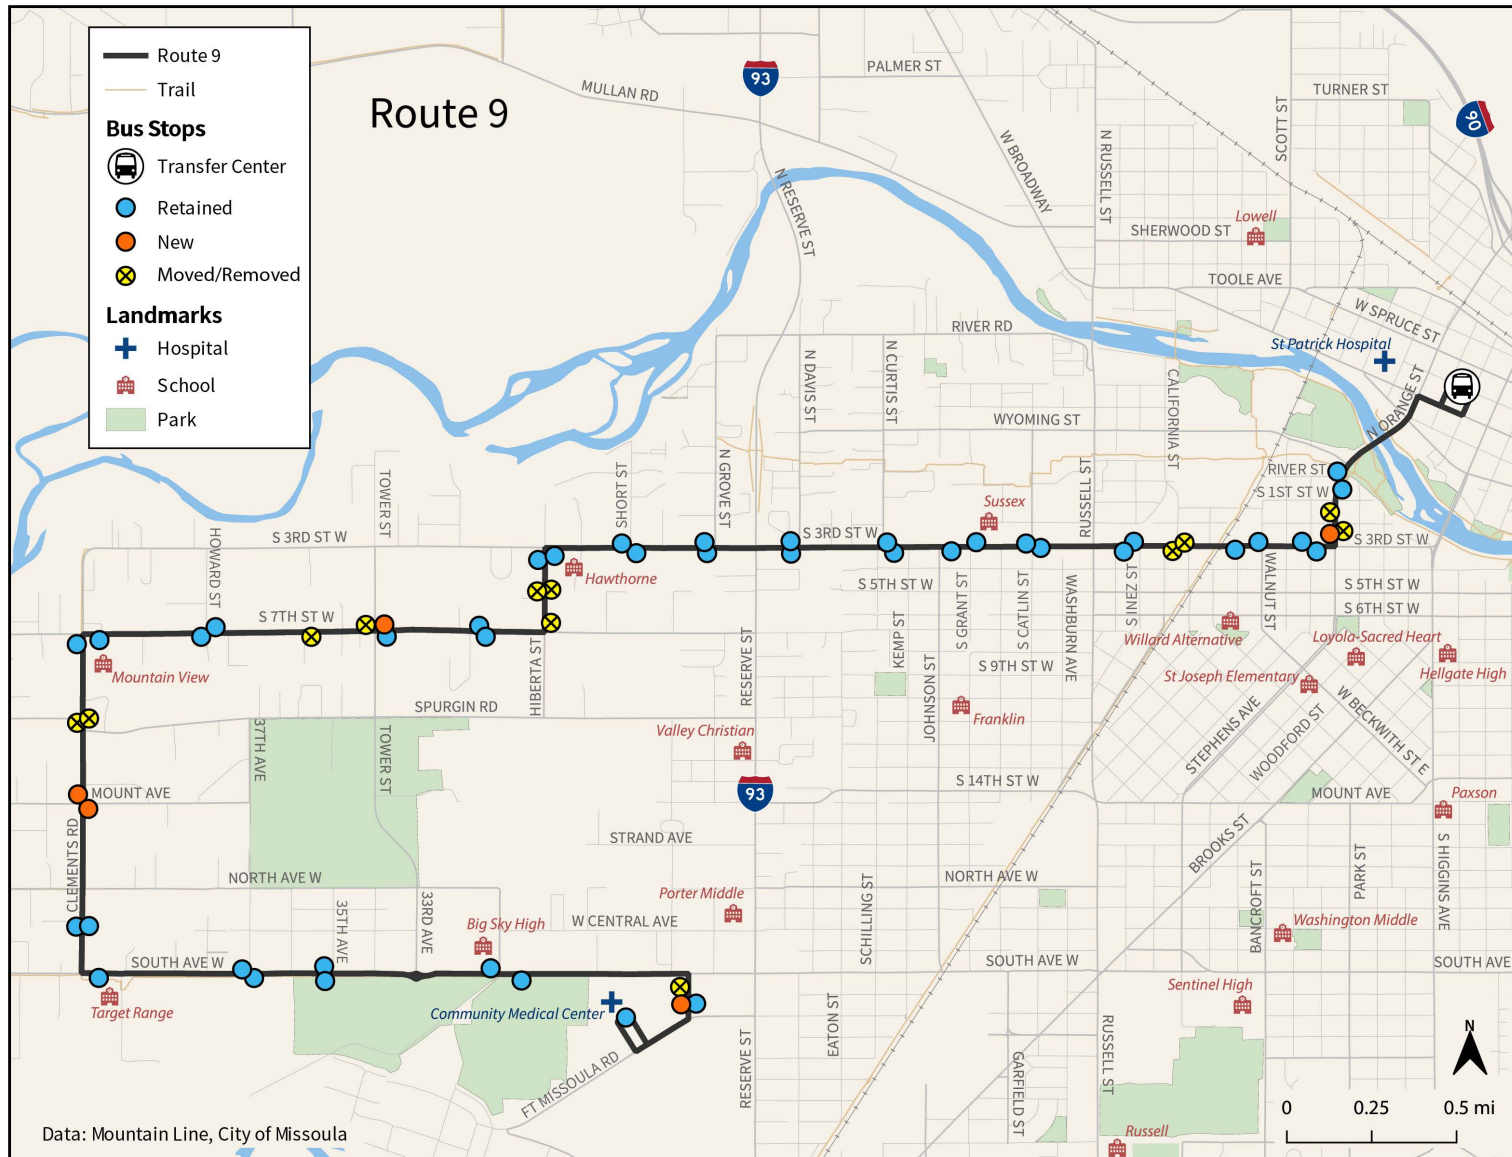 Route 9
Trail
Bus Stops
Transfer Center
Retained
New
Moved/Removed
Landmarks
Hospital
School
Park
Route 9
MULLAN RD
93
PALMER ST
TURNER ST
90
SCOTT ST
W BROADWAY
N RUSSELL ST
N RESERVE ST
Lowell
SHERWOOD ST
TOOLE AVE
W SPRUCE ST
RIVER RD
St Patrick Hospital
N DAVIS ST
N CURTIS ST
CALIFORNIA ST
N ORANGE ST
WYOMING ST
RIVER ST
S 1ST ST W
TOWER ST
SHORT ST
N GROVE ST
RUSSELL ST
Sussex
HOWARD ST
S 3RD ST W
S 3RD ST W
S 3RD ST W
Hawthorne
S 5TH ST W
S 5TH ST W
S 6TH ST W
S 7TH ST W
S GRANT ST
S CATLIN ST
WASHBURN AVE
S INEZ ST
WALNUT ST
KEMP ST
HIBERTA ST
RESERVE ST
JOHNSON ST
Willard Alternative
Loyola-Sacred Heart
Hellgate High
St Joseph Elementary
S 9TH ST W
Mountain View
SPURGIN RD
37TH AVE
TOWER ST
Valley Christian
Franklin
STEPHENS AVE
WOODFORD ST
W BECKWITH ST E
93
S 14TH ST W
MOUNT AVE
MOUNT AVE
Paxson
CLEMENTS RD
STRAND AVE
BROOKS ST
BANCROFT ST
PARK ST
S HIGGINS AVE
NORTH AVE W
NORTH AVE W
35TH AVE
33RD AVE
Porter Middle
Big Sky High
W CENTRAL AVE
SCHILLING ST
Washington Middle
SOUTH AVE W
SOUTH AVE W
SOUTH AVE
Target Range
Community Medical Center
Sentinel High
EATON ST
RESERVE ST
RUSSELL ST
GARFIELD ST
FT MISSOULA RD
Russell
N
0 0.25 0.5 mi
Data: Mountain Line, City of Missoula